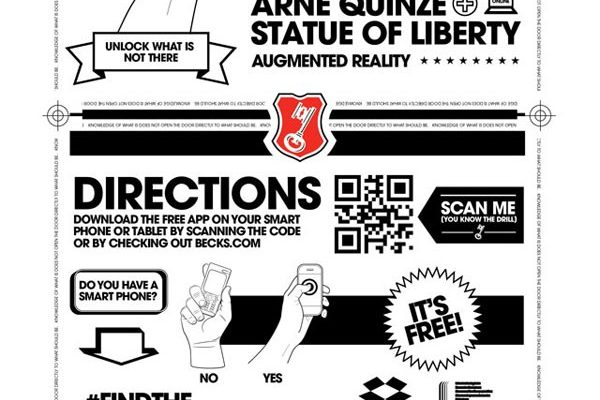 ARNE QUINZE
ONLINE
STATUE OF LIBERTY
UNLOCK WHAT IS
NOT THERE
AUGMENTED REALITY
KNOWLEDGE OF WHAT IS DOES NOT OPEN THE DOOR DIRECTLY TO WHAT SHOULD BE.
DIRECTIONS
DOWNLOAD THE FREE APP ON YOUR SMART
PHONE OR TABLET BY SCANNING THE CODE
OR BY CHECKING OUT BECKS.COM
SCAN ME
(YOU KNOW THE DRILL)
DO YOU HAVE A
SMART PHONE?
IT'S
FREE!
NO
YES
#FINDTHE